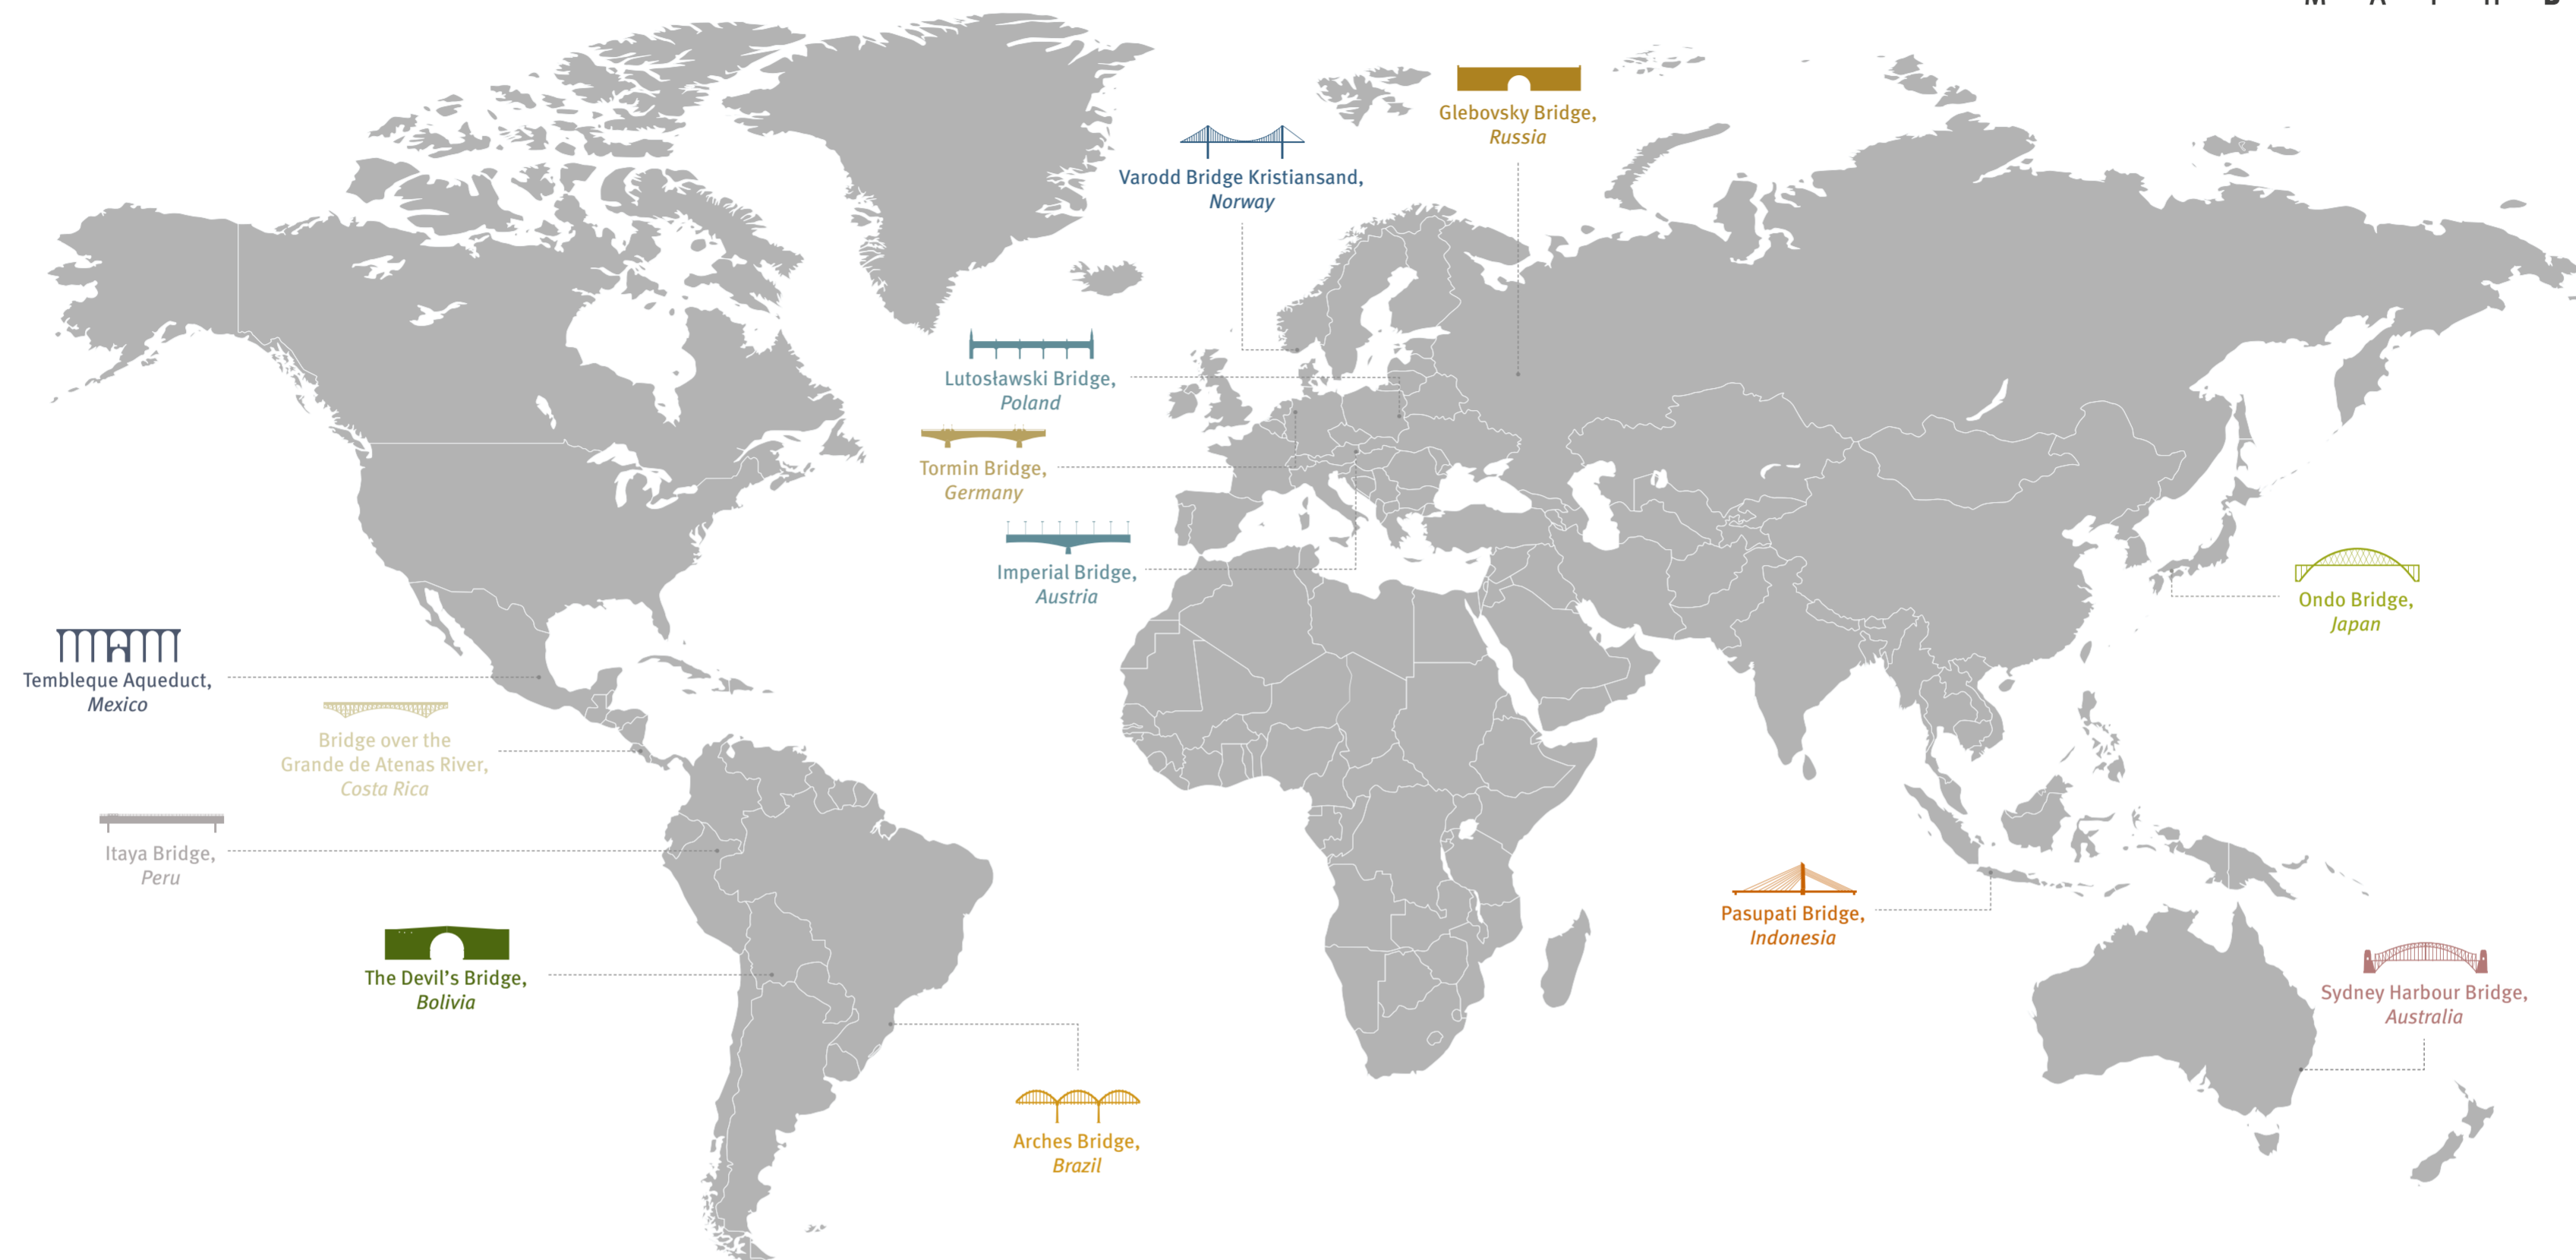 Glebovsky Bridge,
Russia
Varodd Bridge Kristiansand,
Norway
Lutosławski Bridge,
Poland
Tormin Bridge,
Germany
Imperial Bridge,
Austria
Ondo Bridge,
Japan
Tembleque Aqueduct,
Mexico
Bridge over the
Grande de Atenas River,
Costa Rica
Itaya Bridge,
Peru
Pasupati Bridge,
Indonesia
The Devil's Bridge,
Bolivia
Sydney Harbour Bridge,
Australia
Arches Bridge,
Brazil